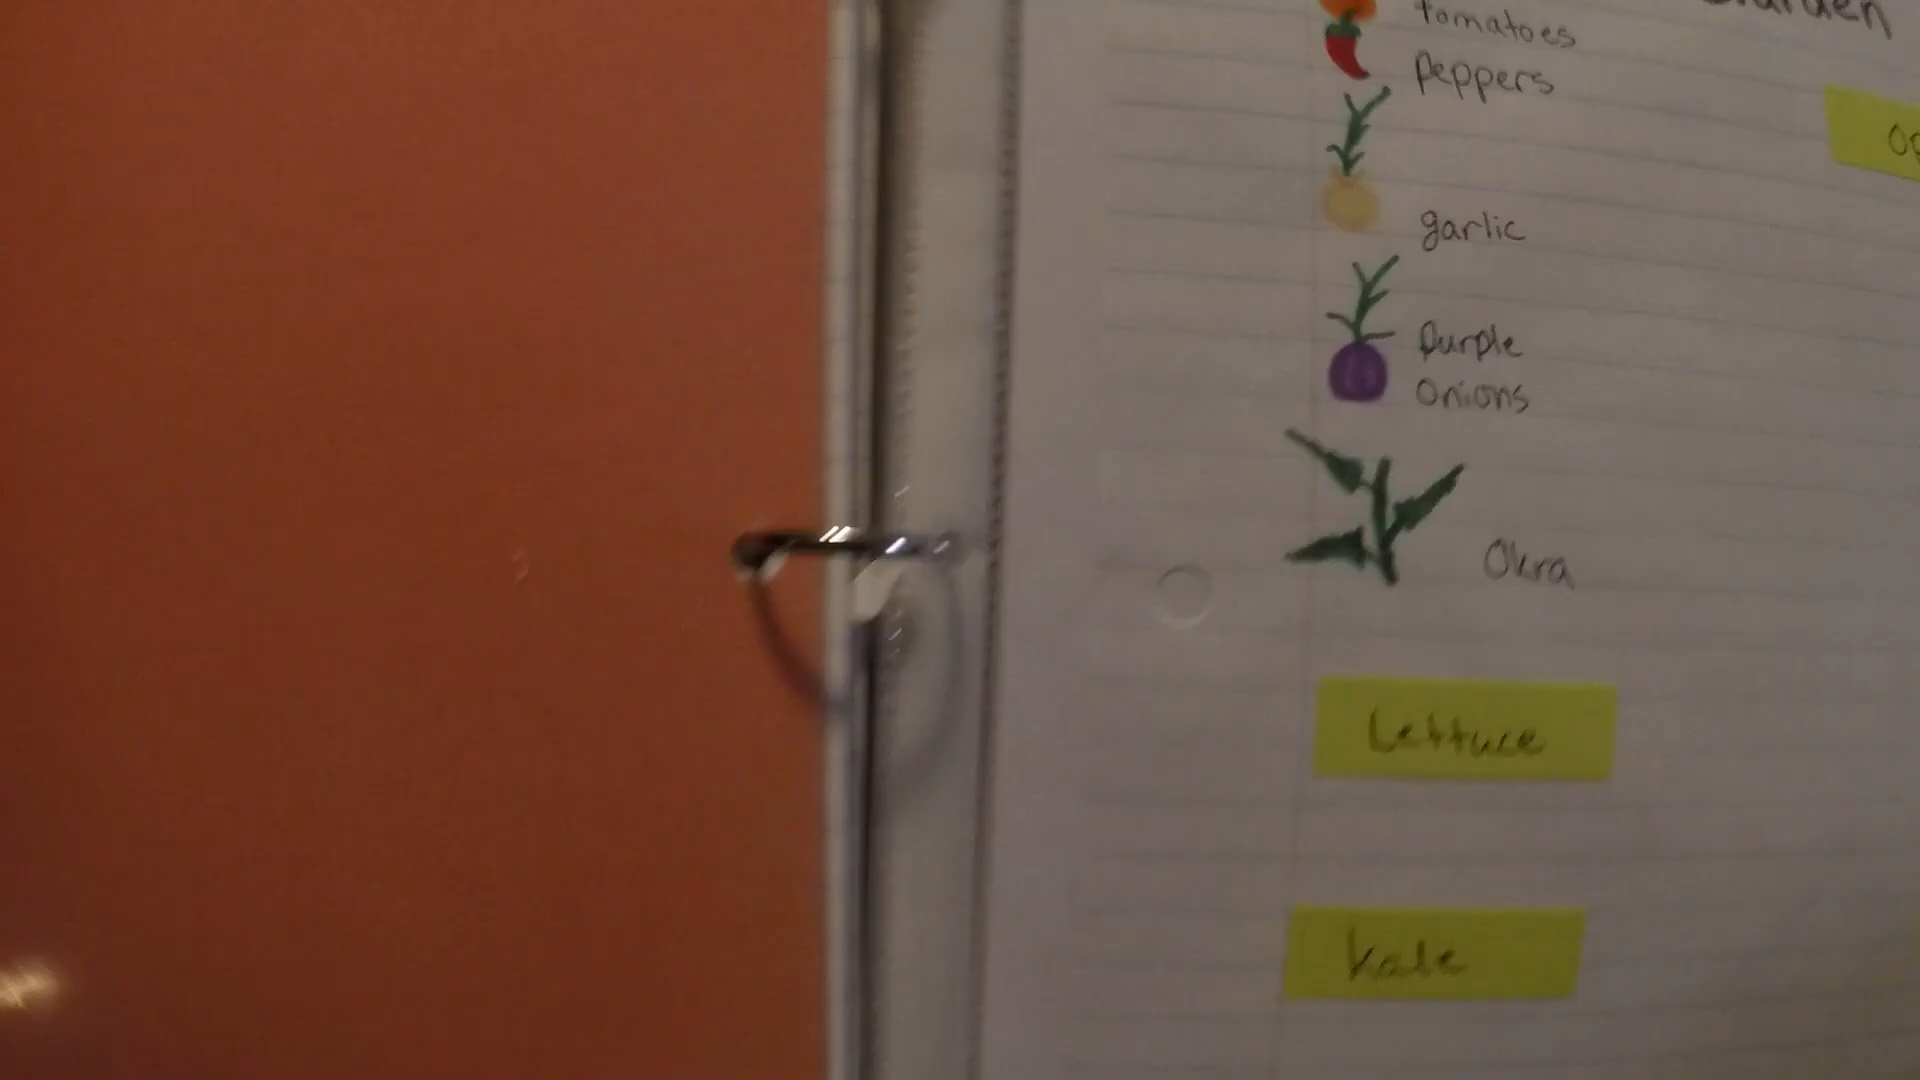 tomatoes
Peppers
garlic
Purple
Onions
Okra
Lettuce
Kale